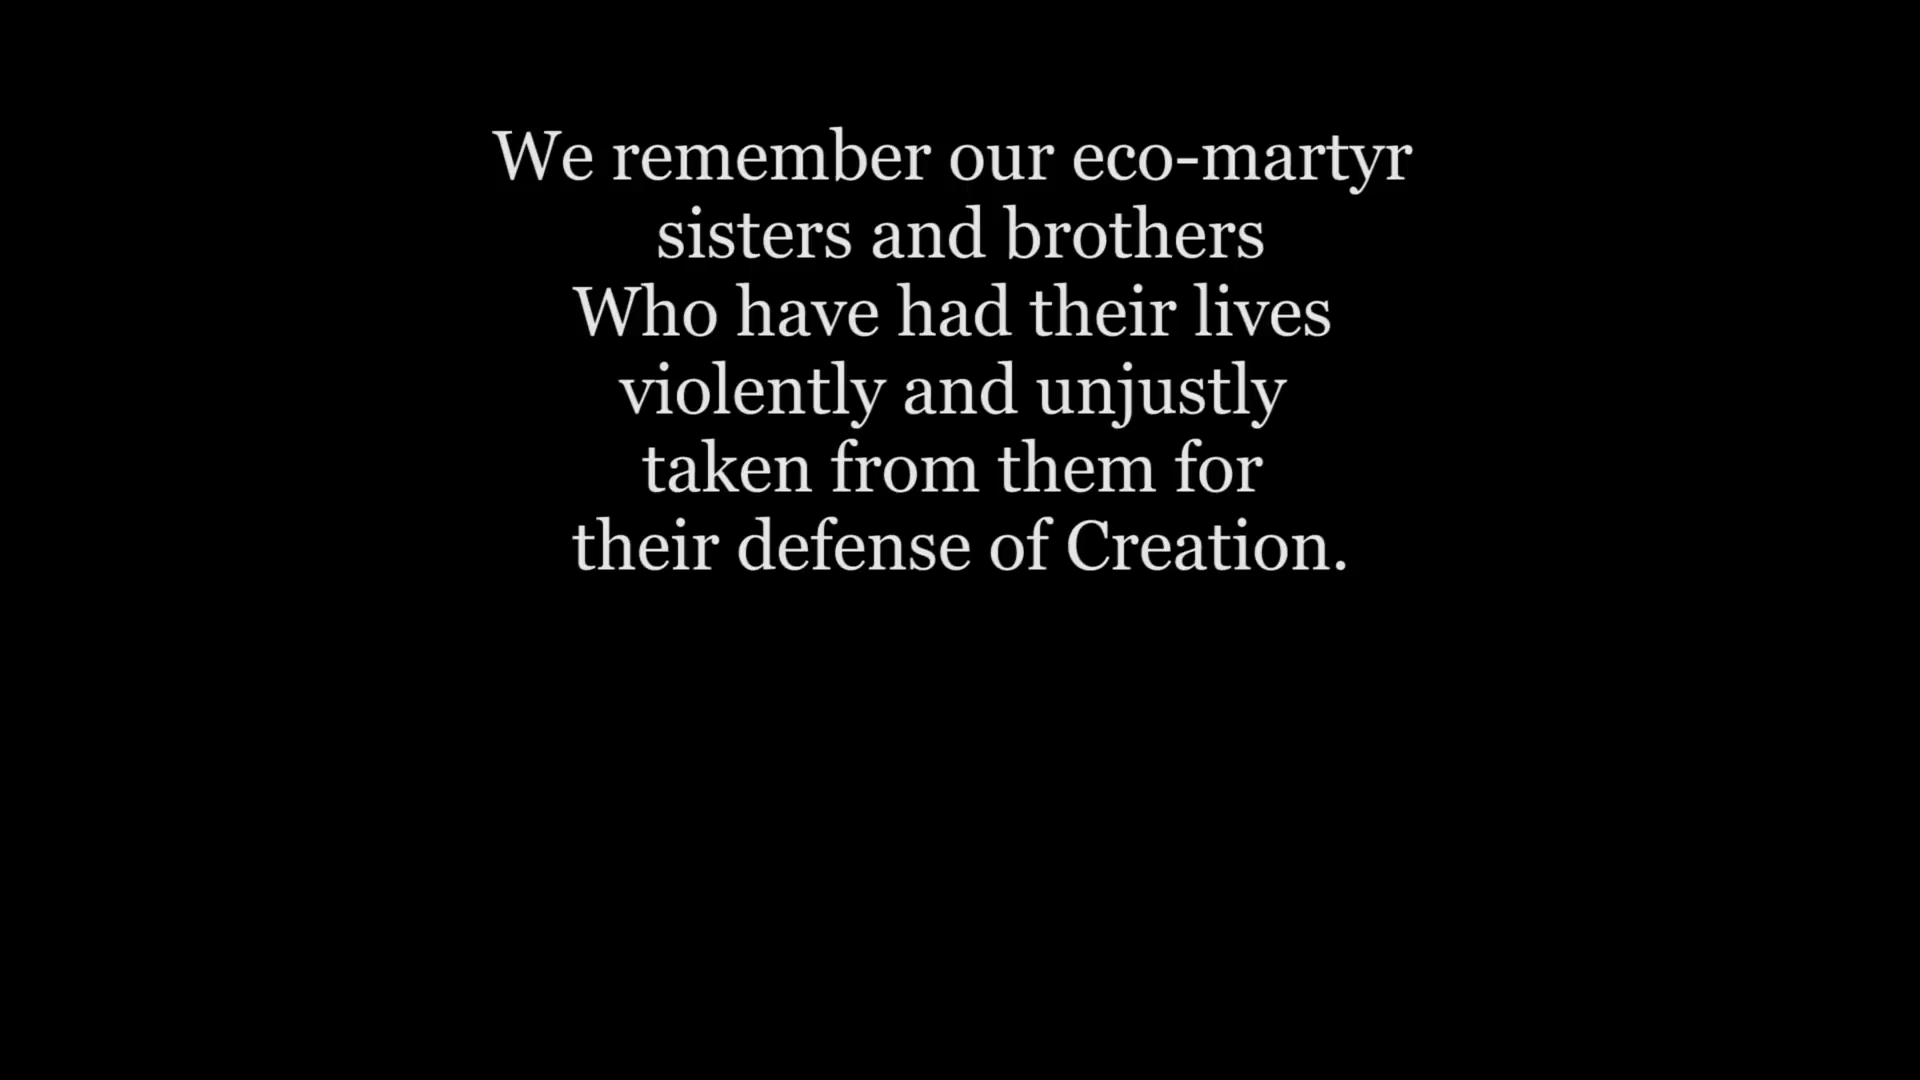 We remember our eco-martyr
sisters and brothers
Who have had their lives
violently and unjustly
taken from them for
their defense of Creation.